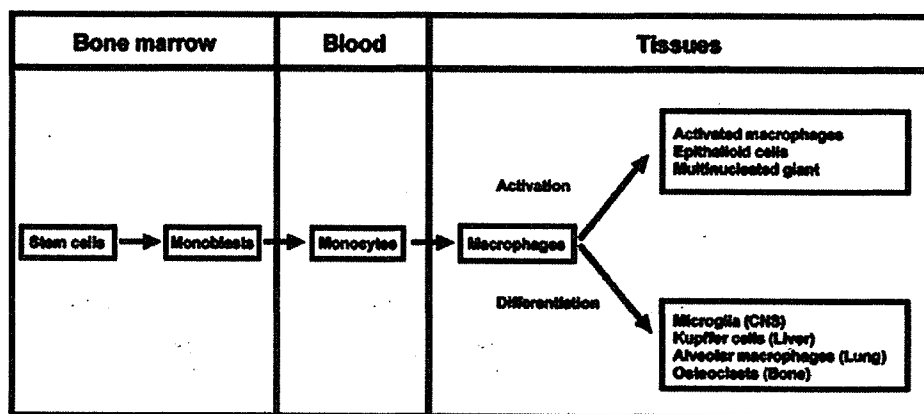 Bone marrow
Blood
Tissues
Activated macrophages
Epithelioid cells
Multinucleated giant
Activation
Stem cells
Monoblasts
Monocytes
Macrophages
Differentiation
Microglia (CNS)
Kupffer cells (Liver)
Alveolar macrophages (Lung)
Osteoclasts (Bone)